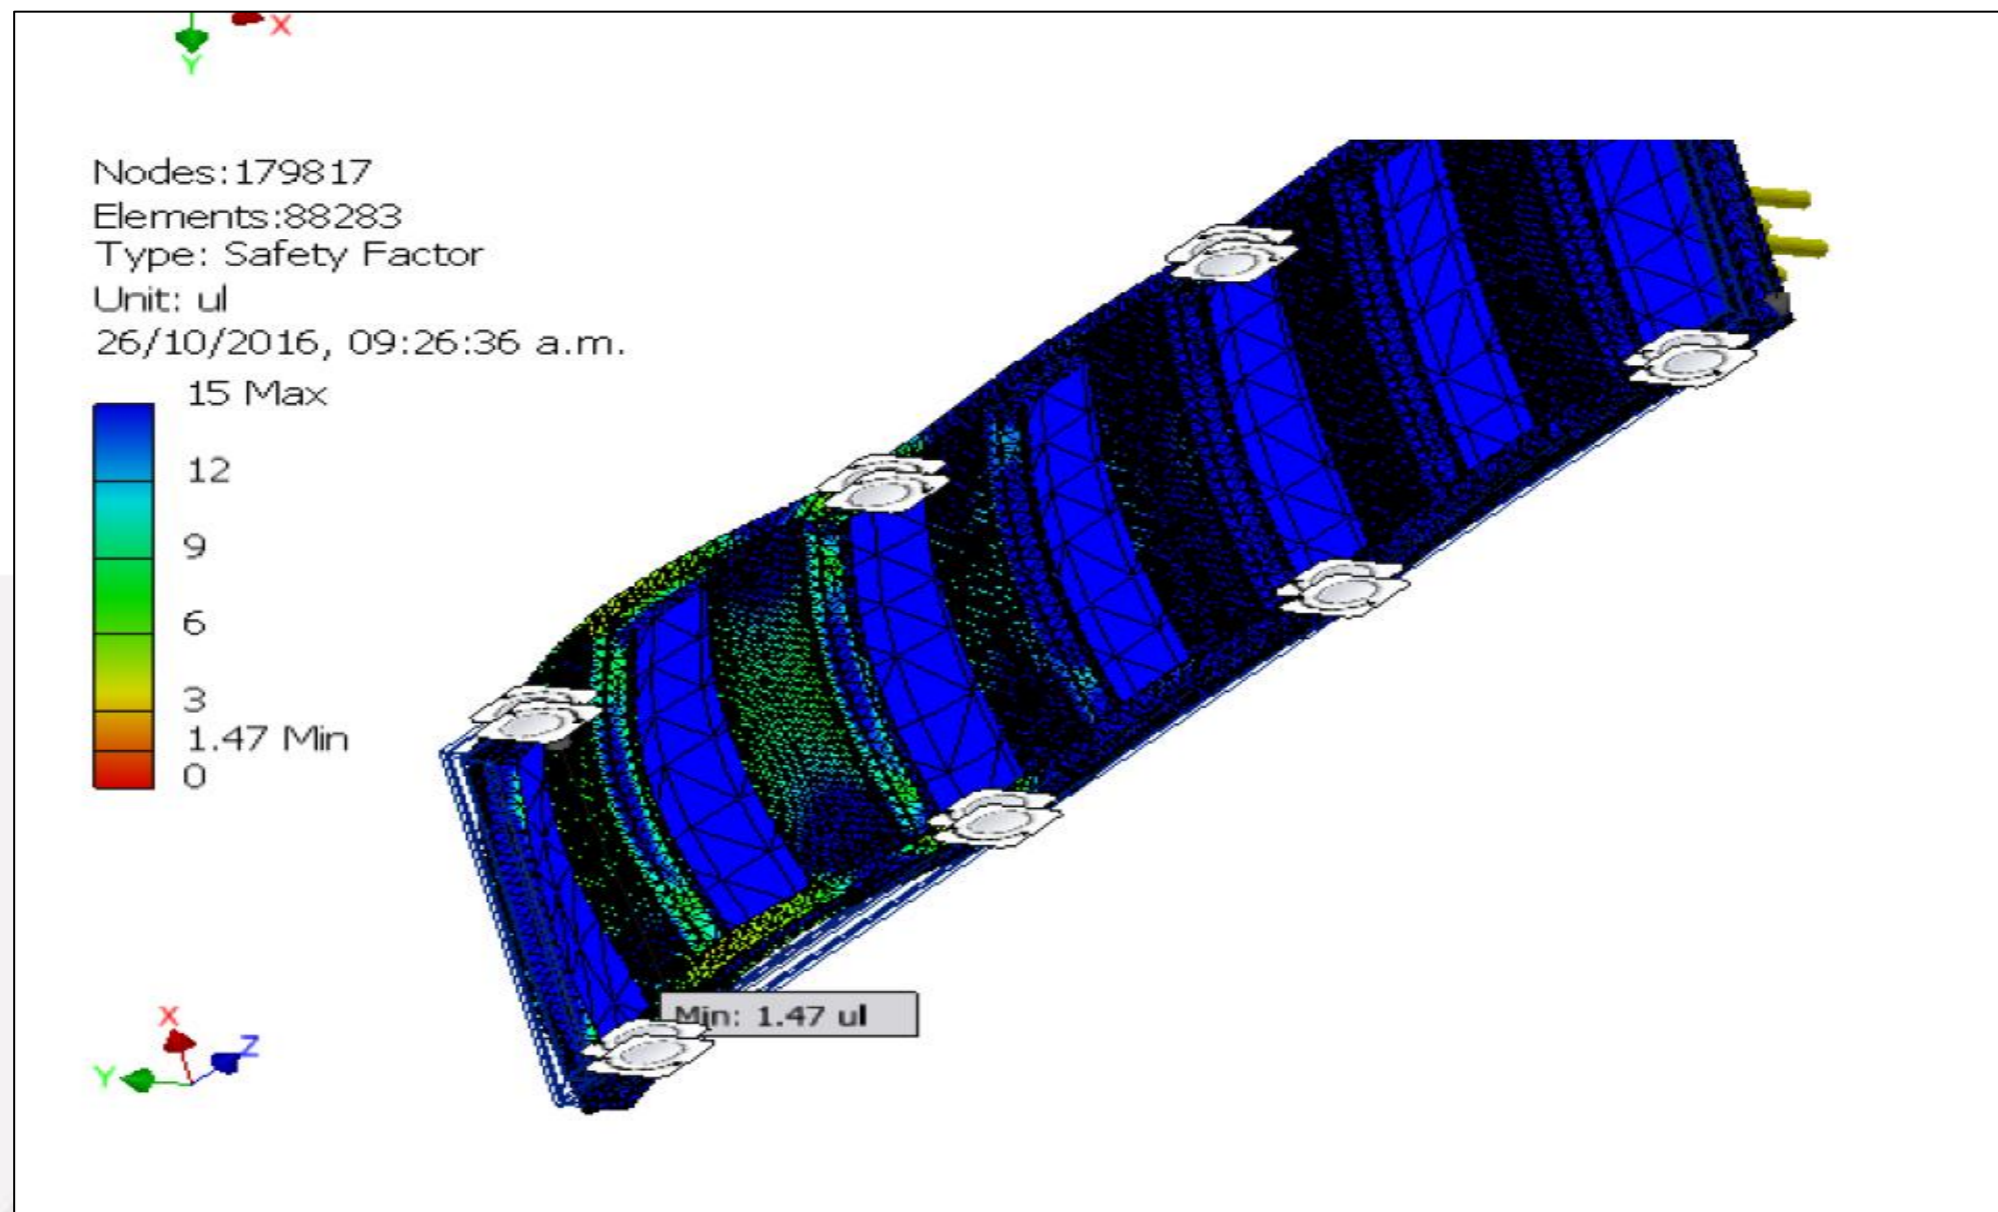 X
Y
Nodes:179817
Elements:88283
Type: Safety Factor
Unit: ul
26/10/2016, 09:26:36 a.m.
15 Max
12
9
6
3
1.47 Min
0
Min: 1.47 ul
X
Z
Y